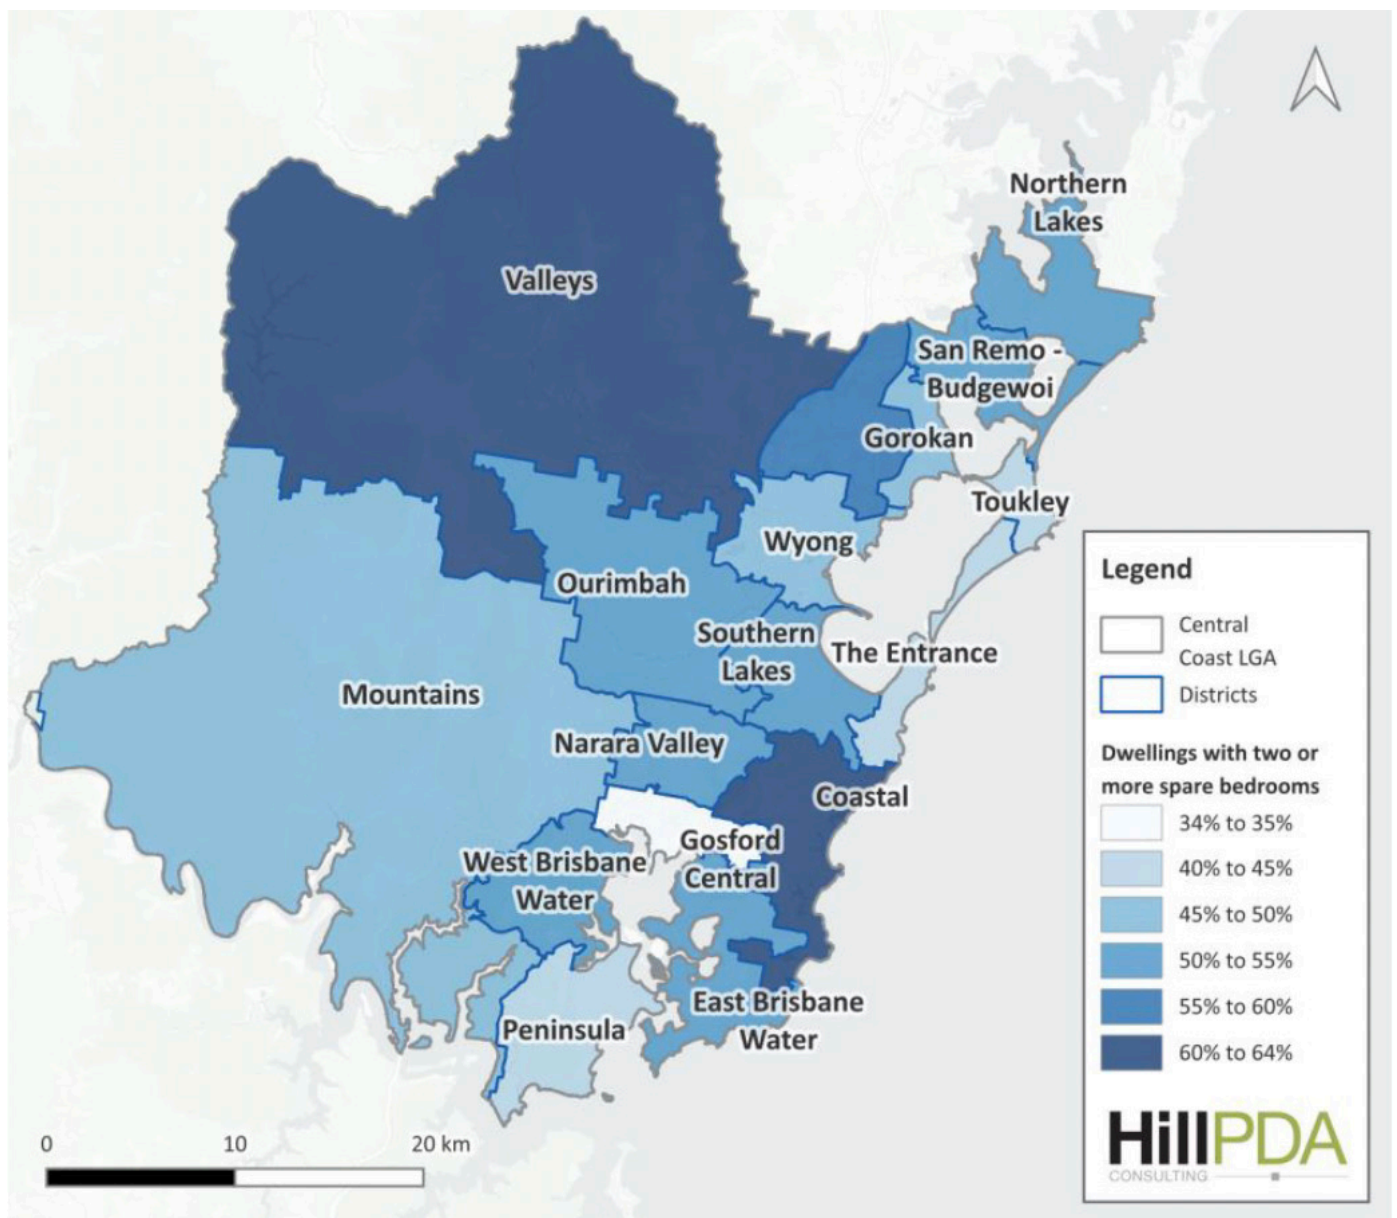 Northern
Lakes
Valleys
San Remo -
Budgewoi
Gorokan
Toukley
Wyong
Ourimbah
Southern
Lakes
The Entrance
Mountains
Narara Valley
Coastal
Gosford
Central
West Brisbane
Water
East Brisbane
Water
Peninsula
0 10 20 km
Legend
Central
Coast LGA
Districts
Dwellings with two or
more spare bedrooms
34% to 35%
40% to 45%
45% to 50%
50% to 55%
55% to 60%
60% to 64%
HillPDA
CONSULTING